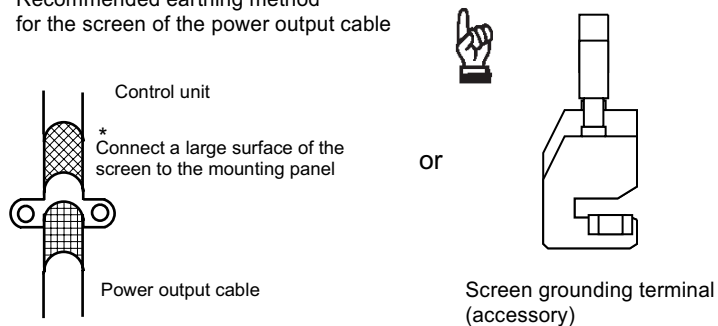 Recommended earthing method
for the screen of the power output cable
Control unit
*
Connect a large surface of the
screen to the mounting panel
or
Power output cable
Screen grounding terminal
(accessory)